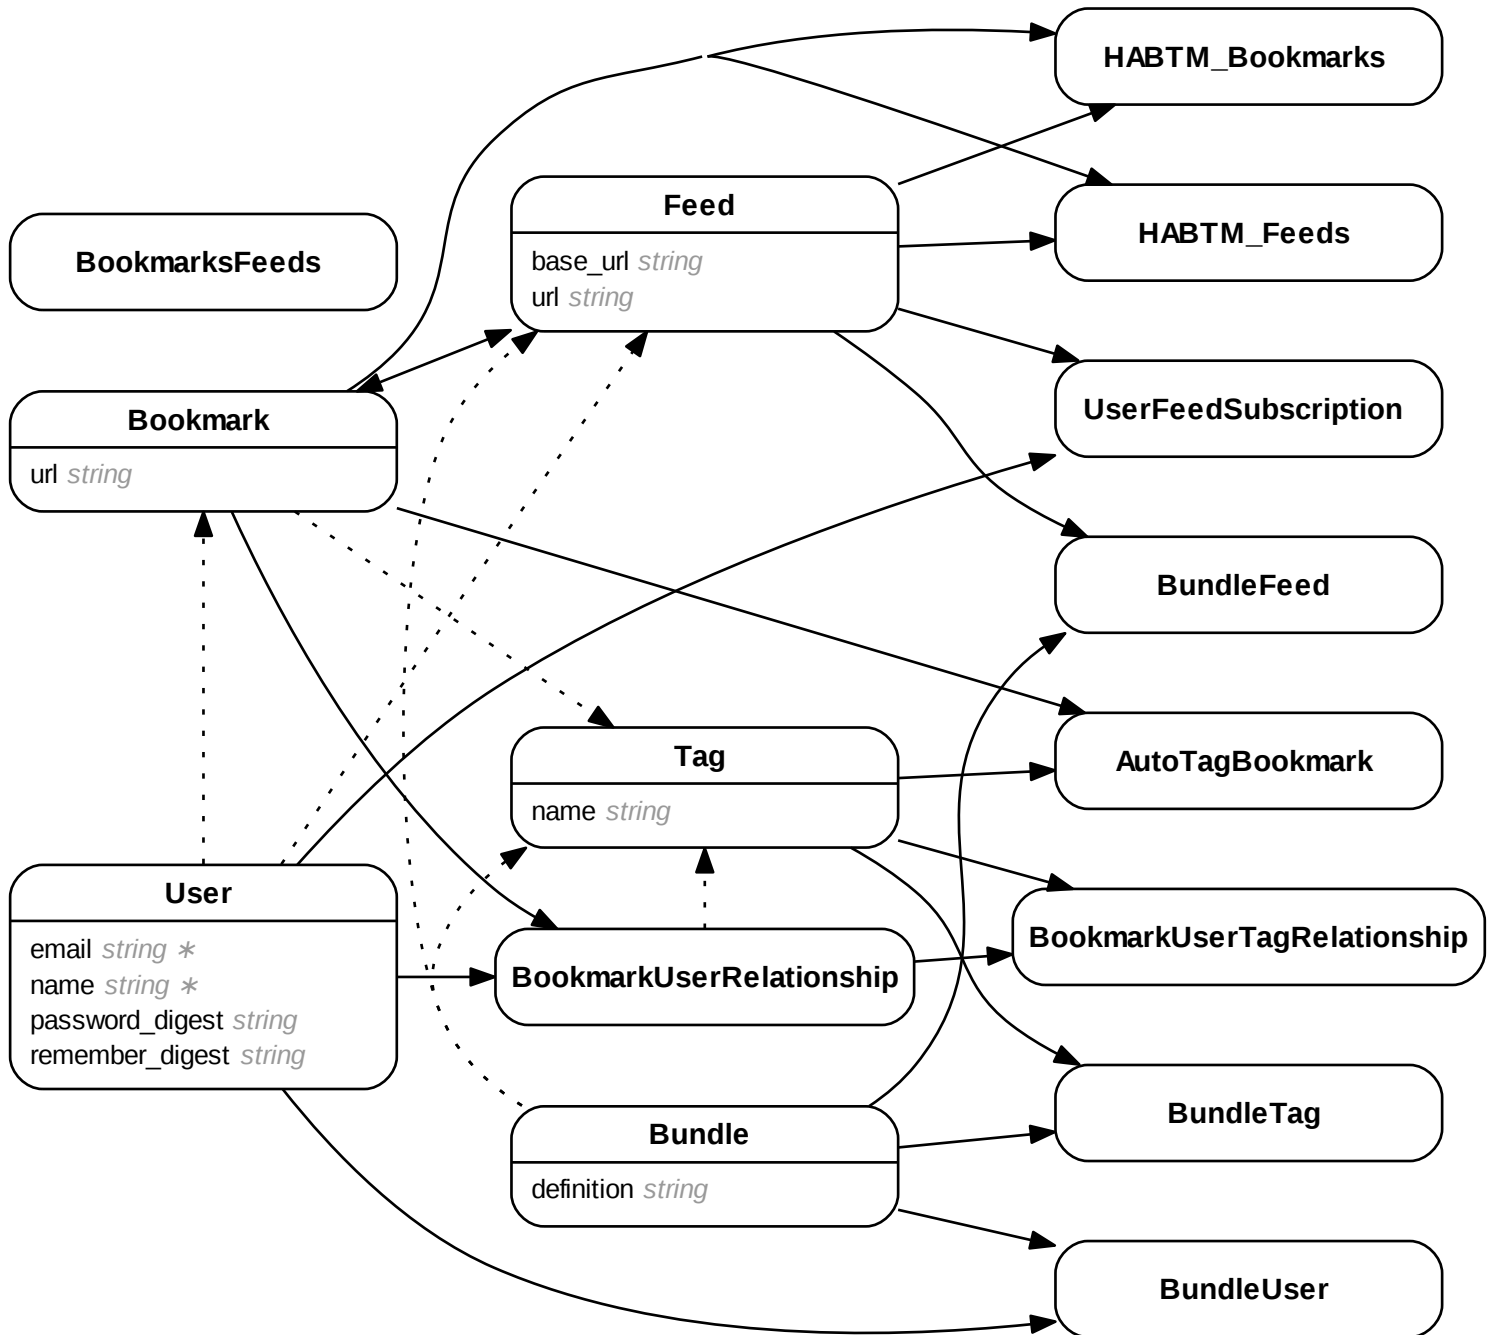 HABTM_Bookmarks
Feed
base_url string
url string
HABTM_Feeds
BookmarksFeeds
Bookmark
url string
UserFeedSubscription
BundleFeed
Tag
name string
AutoTagBookmark
User
email string ∗
name string ∗
password_digest string
remember_digest string
BookmarkUserRelationship
BookmarkUserTagRelationship
Bundle
definition string
BundleTag
BundleUser